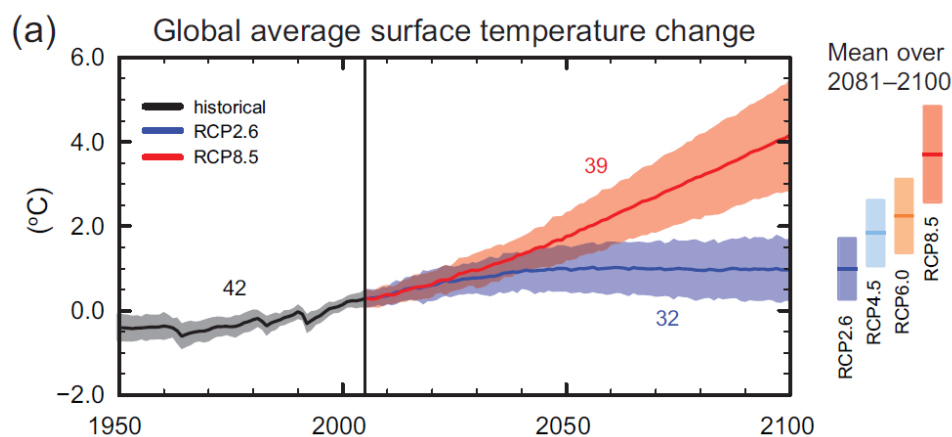 (a) Global average surface temperature change
6.0
4.0
2.0
0.0
−2.0
(°C)
historical
RCP2.6
RCP8.5
42
39
32
1950
2000
2050
2100
Mean over
2081–2100
RCP2.6
RCP4.5
RCP6.0
RCP8.5